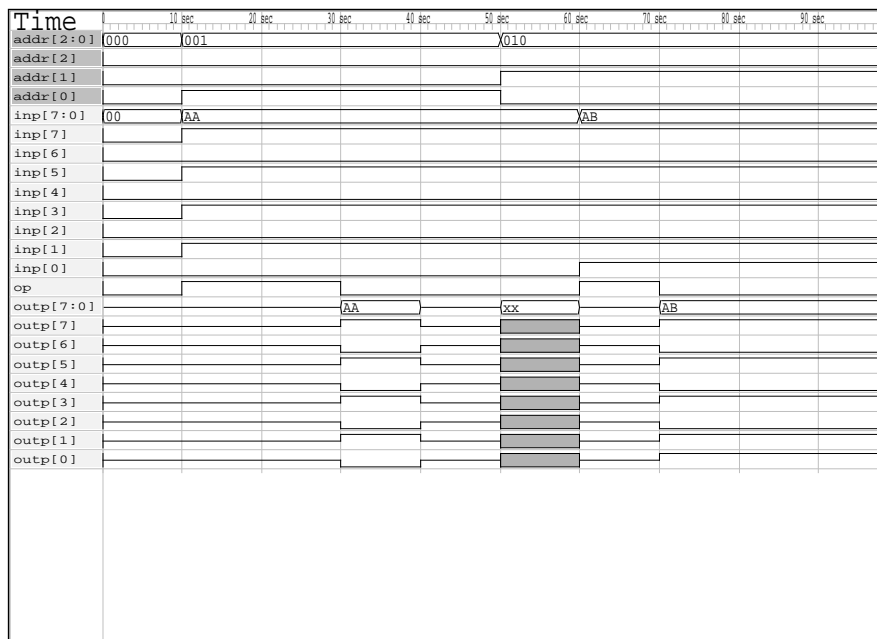 Time 0 10 sec 20 sec 30 sec 40 sec 50 sec 60 sec 70 sec 80 sec 90 sec
addr[2:0] 000 001 010
addr[2]
addr[1]
addr[0]
inp[7:0] 00 AA AB
inp[7]
inp[6]
inp[5]
inp[4]
inp[3]
inp[2]
inp[1]
inp[0]
op
outp[7:0] AA xx AB
outp[7]
outp[6]
outp[5]
outp[4]
outp[3]
outp[2]
outp[1]
outp[0]